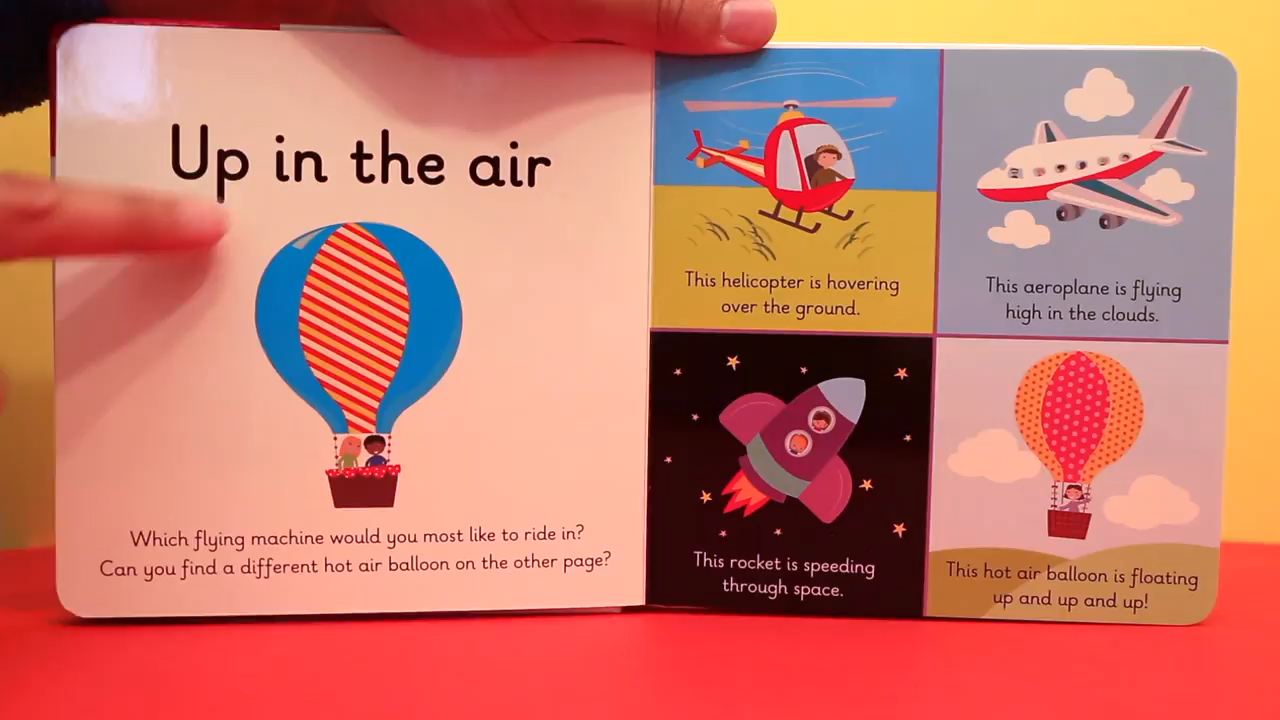 Up in the air
Which flying machine would you most like to ride in?
Can you find a different hot air balloon on the other page?
This helicopter is hovering
over the ground.
This aeroplane is flying
high in the clouds.
This rocket is speeding
through space.
This hot air balloon is floating
up and up and up!